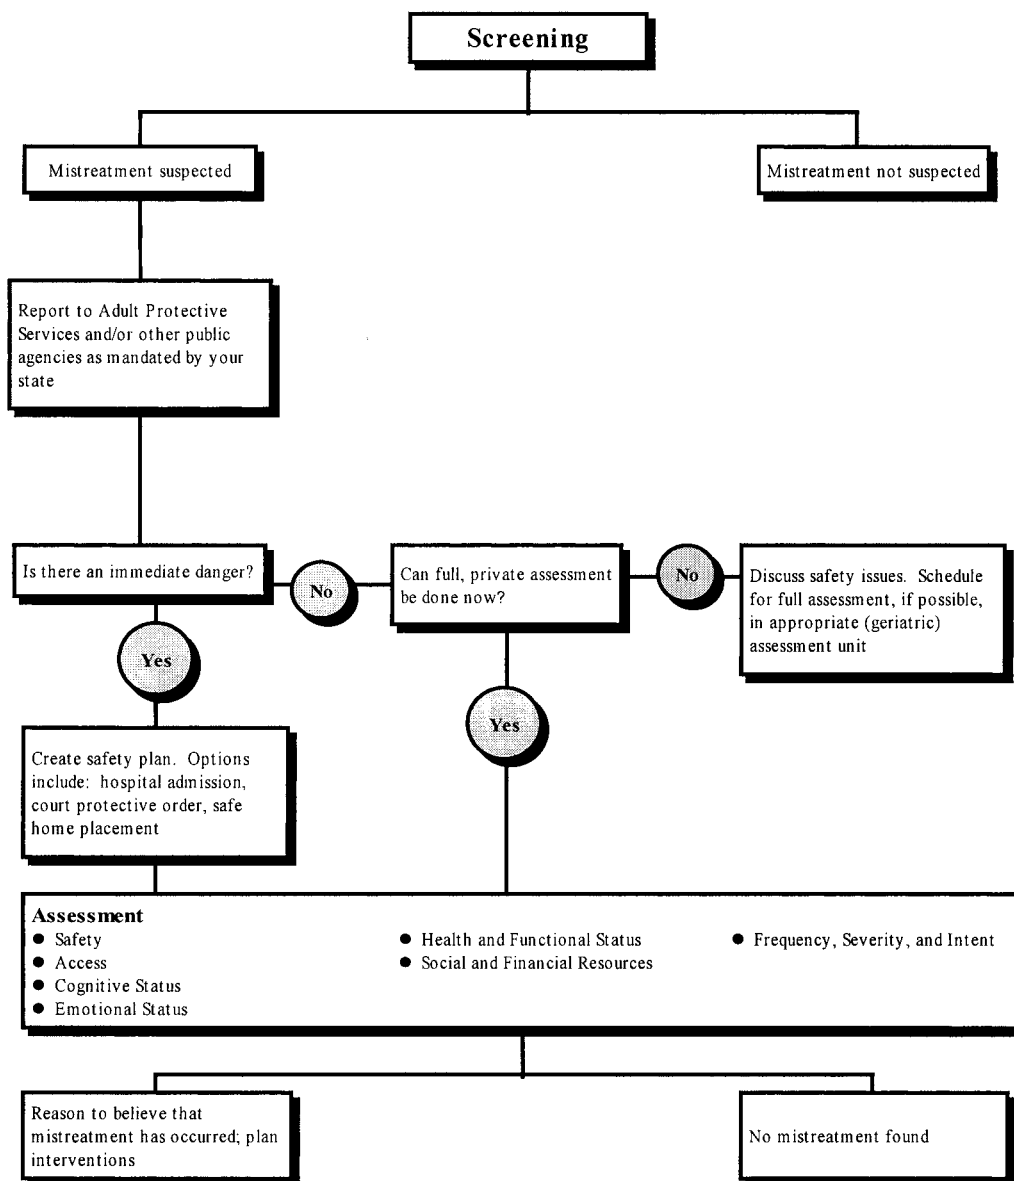 Screening
Mistreatment suspected
Mistreatment not suspected
Report to Adult Protective
Services and/or other public
agencies as mandated by your
state
Is there an immediate danger?
No
Can full, private assessment
be done now?
No
Discuss safety issues. Schedule
for full assessment, if possible,
in appropriate (geriatric)
assessment unit
Yes
Yes
Create safety plan. Options
include: hospital admission,
court protective order, safe
home placement
Assessment
● Safety
● Access
● Cognitive Status
● Emotional Status
● Health and Functional Status
● Social and Financial Resources
● Frequency, Severity, and Intent
Reason to believe that
mistreatment has occurred; plan
interventions
No mistreatment found